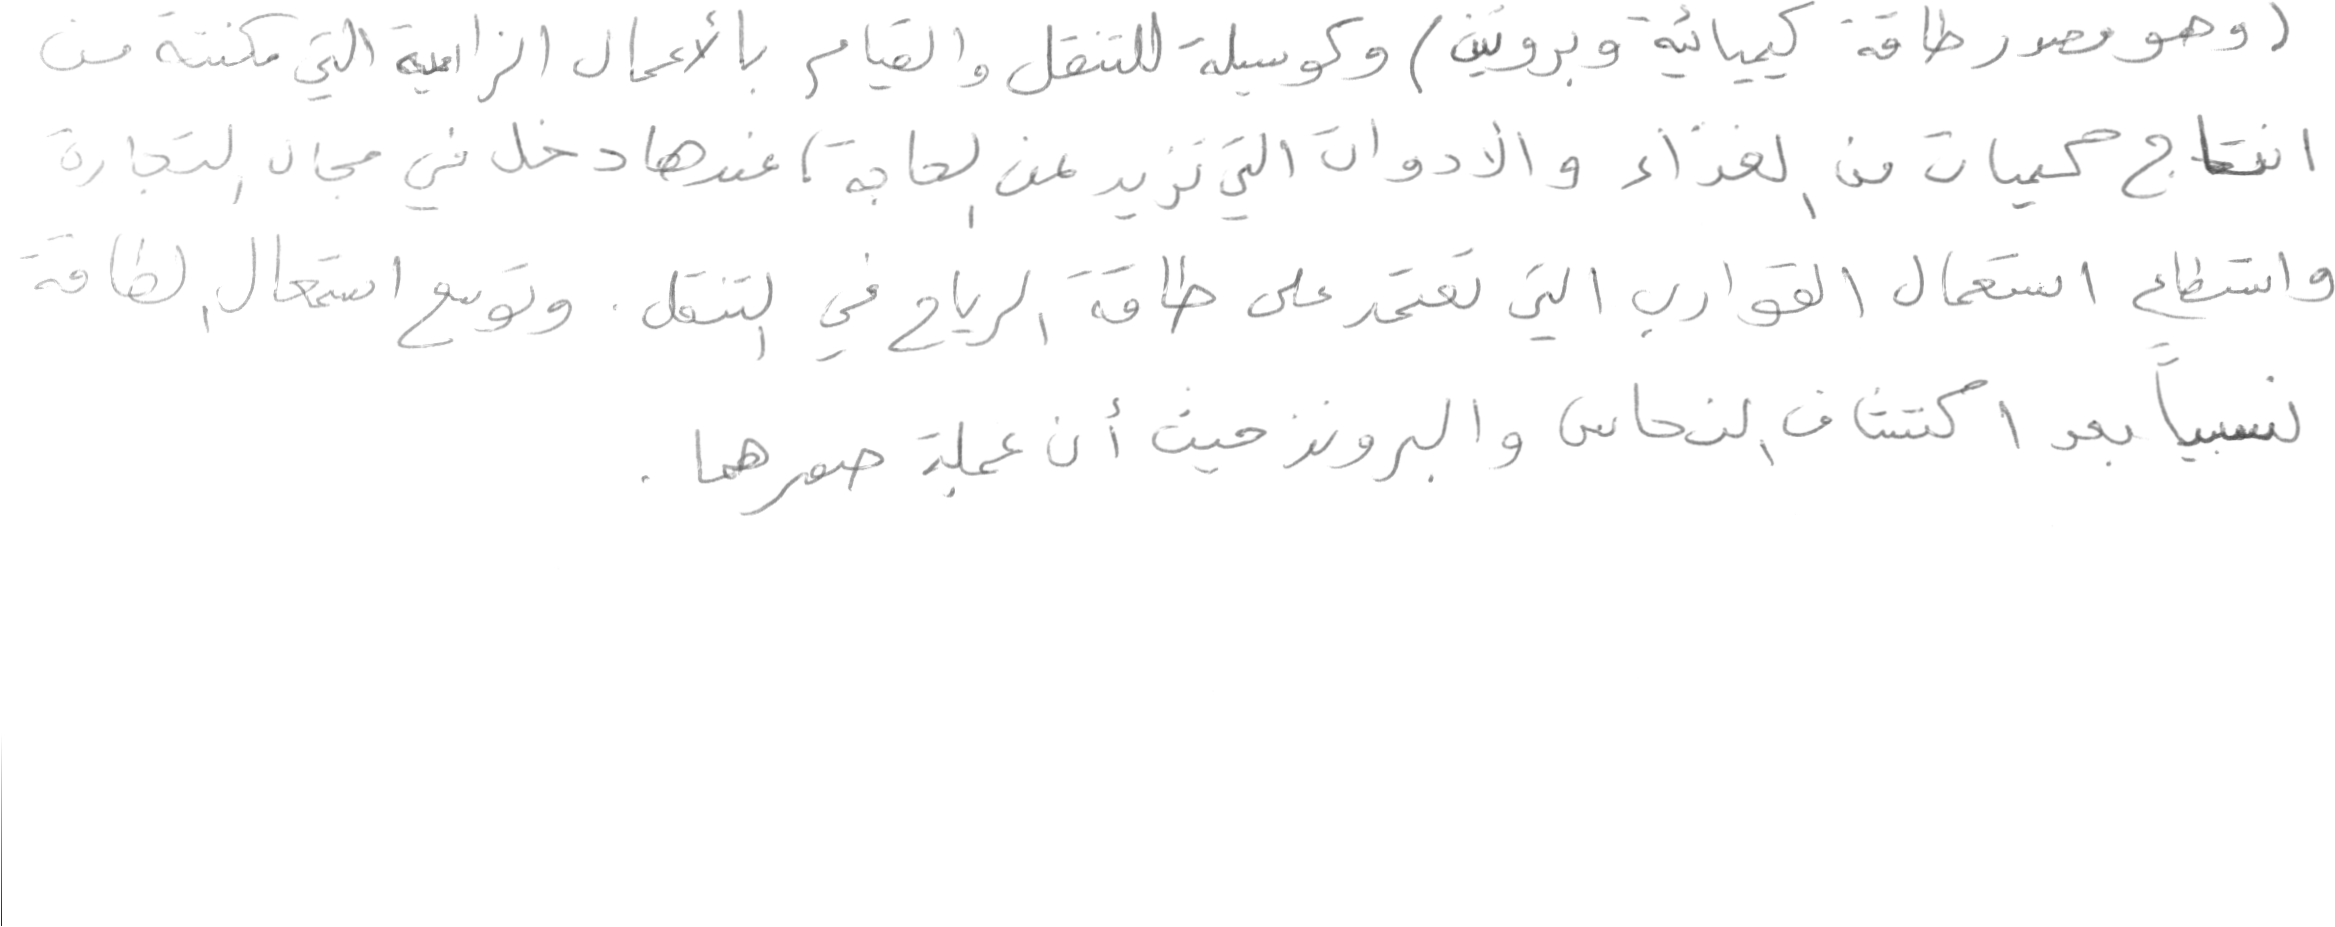 (وهو مصدر طاقة كيميائية وبروتين) وكوسيلة للتنقل والقيام بالأعمال الزراعية التي مكنته من
انتاج كميات من الغذاء والأدوات التي تزيد عن الحاجة، عندها دخل في مجال التجارة
واستطاع استعمال القوارب التي تعتمد على طاقة الرياح في التنقل. وتوسع استعمال الطاقة
نسبياً بعد اكتشاف النحاس والبرونز حيث أن عملية صهرهما.